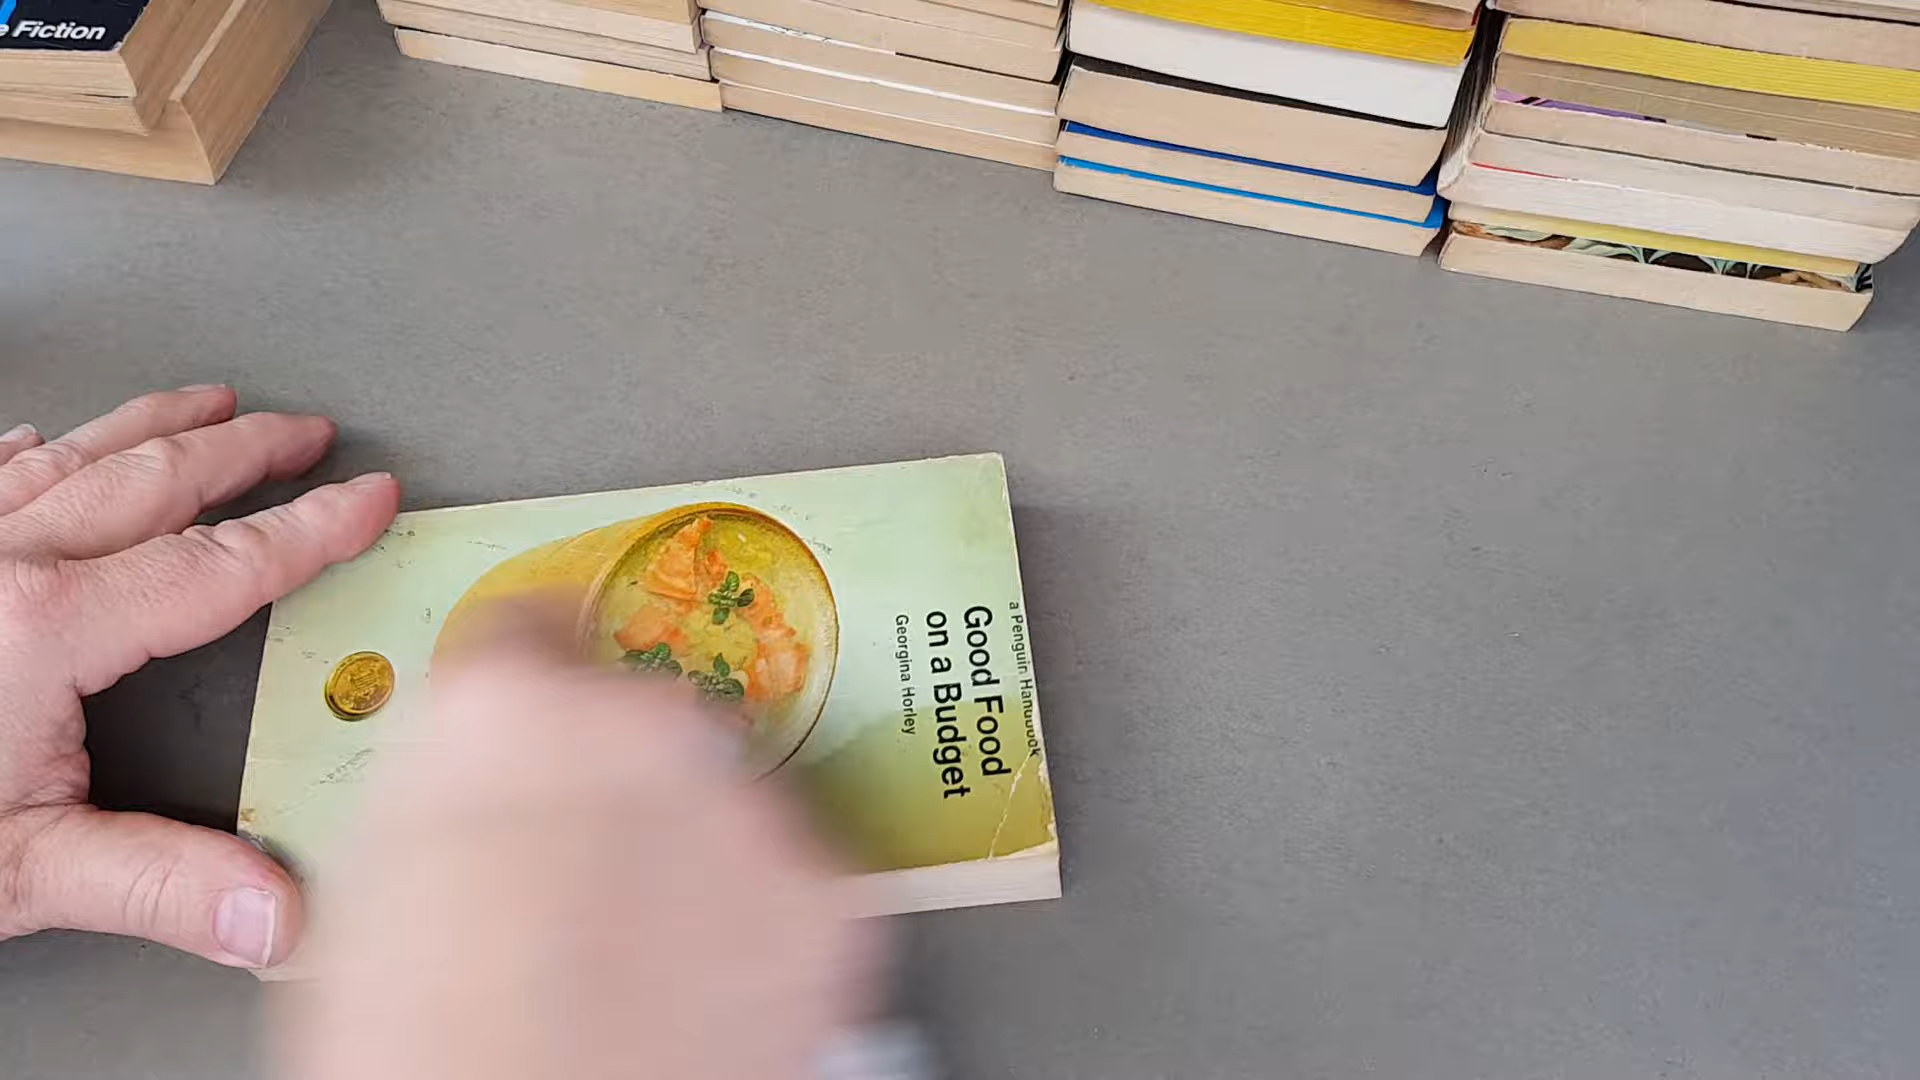 Fiction
a Penguin Handbook
Good Food
on a Budget
Georgina Horley